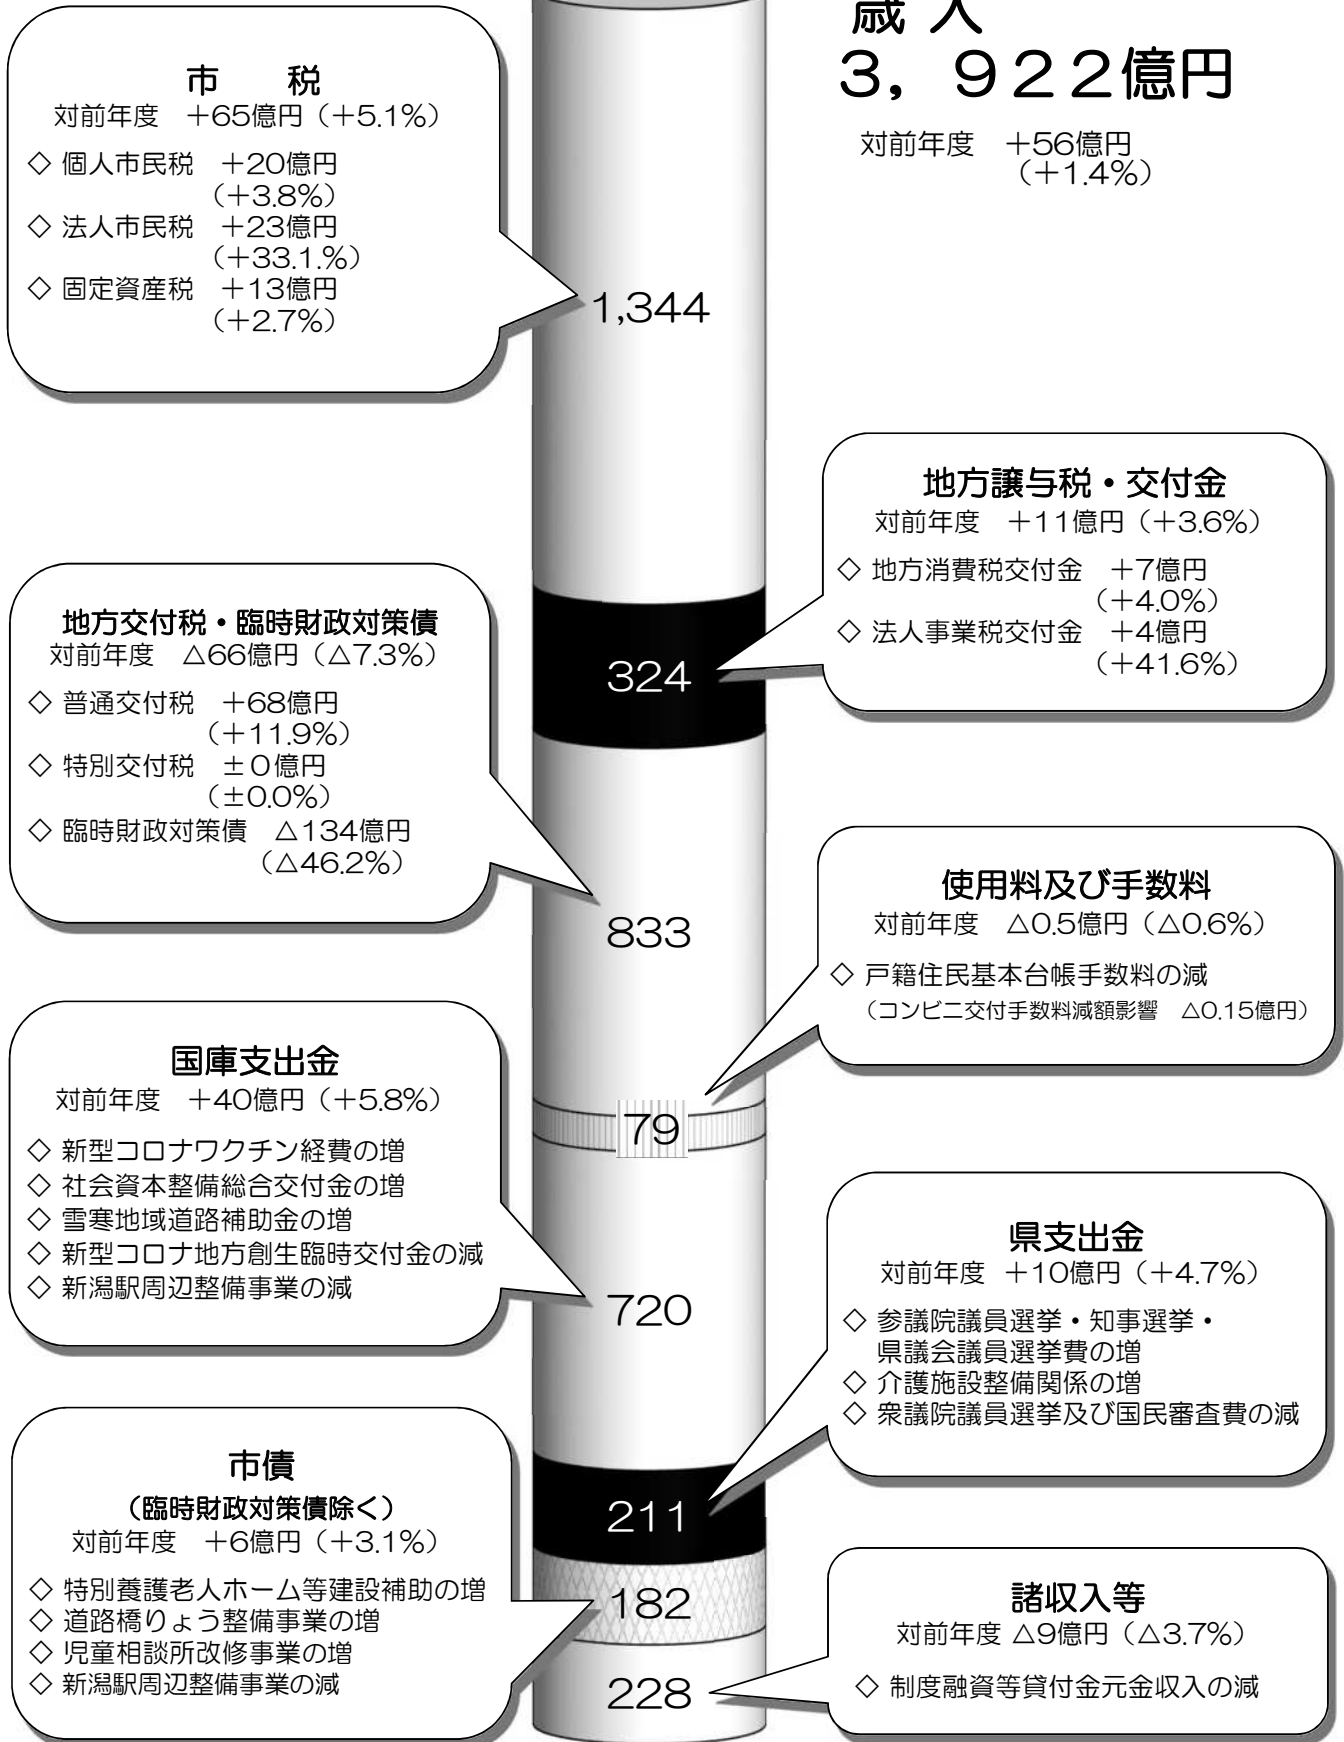 歳入
３，９２２億円
対前年度　＋56億円
（＋1.4％）
市　税
対前年度　＋65億円（＋5.1％）
◇ 個人市民税　＋20億円
（＋3.8％）
◇ 法人市民税　＋23億円
（＋33.1.％）
◇ 固定資産税　＋13億円
（＋2.7％）
1,344
地方譲与税・交付金
対前年度　＋11億円（＋3.6％）
◇ 地方消費税交付金　＋7億円
（＋4.0％）
◇ 法人事業税交付金　＋4億円
（＋41.6％）
324
地方交付税・臨時財政対策債
対前年度　△66億円（△7.3％）
◇ 普通交付税　＋68億円
（＋11.9％）
◇ 特別交付税　±０億円
（±0.0％）
◇ 臨時財政対策債　△134億円
（△46.2％）
833
使用料及び手数料
対前年度　△0.5億円（△0.6％）
◇ 戸籍住民基本台帳手数料の減
（コンビニ交付手数料減額影響　△0.15億円）
79
国庫支出金
対前年度　＋40億円（＋5.8％）
◇ 新型コロナワクチン経費の増
◇ 社会資本整備総合交付金の増
◇ 雪寒地域道路補助金の増
◇ 新型コロナ地方創生臨時交付金の減
◇ 新潟駅周辺整備事業の減
720
県支出金
対前年度　＋10億円（＋4.7％）
◇ 参議院議員選挙・知事選挙・
県議会議員選挙費の増
◇ 介護施設整備関係の増
◇ 衆議院議員選挙及び国民審査費の減
211
市債
（臨時財政対策債除く）
対前年度　＋6億円（＋3.1％）
◇ 特別養護老人ホーム等建設補助の増
◇ 道路橋りょう整備事業の増
◇ 児童相談所改修事業の増
◇ 新潟駅周辺整備事業の減
182
諸収入等
対前年度 △9億円（△3.7％）
◇ 制度融資等貸付金元金収入の減
228